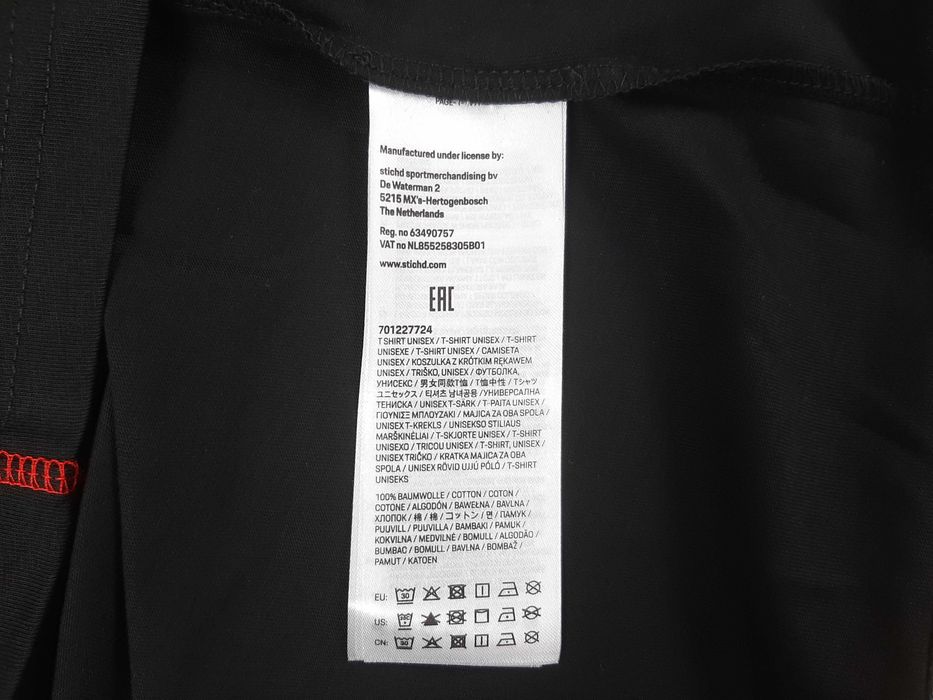 Manufactured under license by:
stichd sportmerchandising bv
De Waterman 2
5215 MX's-Hertogenbosch
The Netherlands
Reg. no 63490757
VAT no NL855258305B01
www.stichd.com
EAC
701227724
T SHIRT UNISEX / T-SHIRT UNISEX / T-SHIRT
UNISEXE / T-SHIRT UNISEX / CAMISETA
UNISEX / KOSZULKA Z KRÓTKIM RĘKAWEM
UNISEX / TRIŠKO, UNISEX / ФУТБОЛКА,
УНИСЕКС / 男女同款T恤 / T恤中性 / Tシャツ
ユニセックス / 티셔츠 남녀공용 /УНИВЕРСАЛНА
ТЕНИСКА / UNISEX T-SÄRK / T-PAITA UNISEX /
ΓΙΟΥΝΙΣΕ ΜΠΛΟΥΖΑΚΙ / MAJICA ZA OBA SPOLA /
UNISEX T-KREKLS / UNISEKSO STILIAUS
MARŠKINĖLIAI / T-SKJORTE UNISEX / T-SHIRT
UNISEXO / TRICOU UNISEX / T-SHIRT, UNISEX /
UNISEX TRIČKO / KRATKA MAJICA ZA OBA
SPOLA / UNISEX RÖVID UJJÚ PÓLÓ / T-SHIRT
UNISEKS
100% BAUMWOLLE / COTTON / COTON /
COTONE / ALGODÓN / BAWEŁNA / BAVLNA /
ХЛОПОК / 棉 / 棉 / コットン / 면 / ПАМУК /
PUUVILL / PUUVILLA / ΒΑΜΒΑΚΙ / PAMUK /
KOKVILNA / MEDVILNĖ / BOMULL / ALGODÃO /
BUMBAC / BOMULL / BAVLNA / BOMBAŽ /
PAMUT / KATOEN
EU: 30
US:
CN: 30